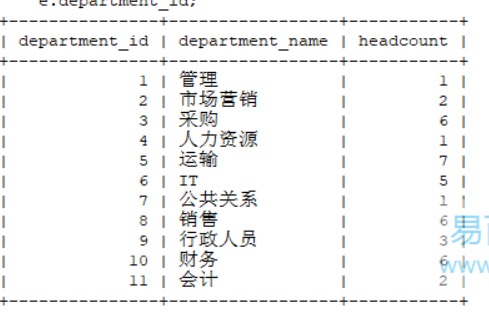 e.department_id;
+---------------+-----------------+-----------+
| department_id | department_name | headcount |
+---------------+-----------------+-----------+
| 1 | 管理 | 1 |
| 2 | 市场营销 | 2 |
| 3 | 采购 | 6 |
| 4 | 人力资源 | 1 |
| 5 | 运输 | 7 |
| 6 | IT | 5 |
| 7 | 公共关系 | 1 |
| 8 | 销售 | 6 |
| 9 | 行政人员 | 3 |
| 10 | 财务 | 6 |
| 11 | 会计 | 2 |
+---------------+-----------------+-----------+
易
www.